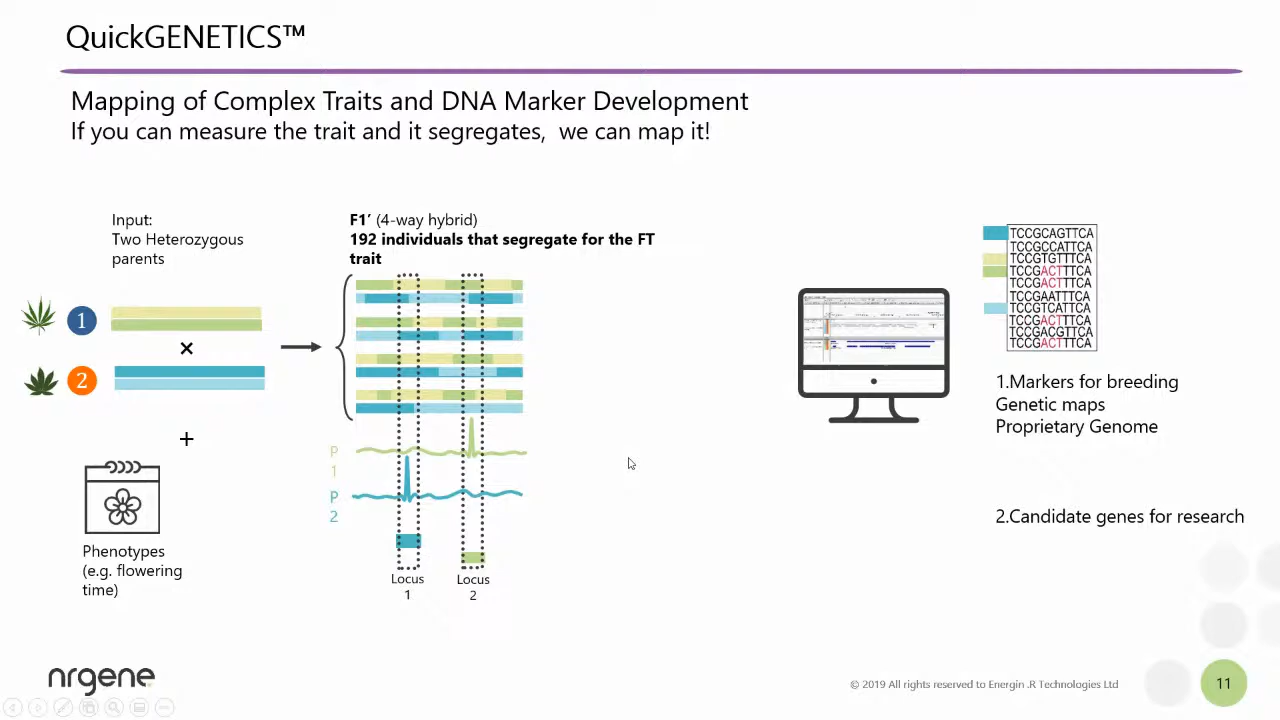 QuickGENETICS™
Mapping of Complex Traits and DNA Marker Development
If you can measure the trait and it segregates, we can map it!
Input:
Two Heterozygous
parents
1
×
2
+
Phenotypes
(e.g. flowering
time)
F1′ (4-way hybrid)
192 individuals that segregate for the FT
trait
P
1
P
2
Locus
1
Locus
2
TCCGCAGTTCA
TCCGCCATTCA
TCCGTGTTTCA
TCCGACTTTCA
TCCGACTTTCA
TCCGAATTTCA
TCCGTCATTCA
TCCGACTTTCA
TCCGACGTTCA
TCCGACTTTCA
1.Markers for breeding
Genetic maps
Proprietary Genome
2.Candidate genes for research
nrgene
© 2019 All rights reserved to Energin .R Technologies Ltd
11